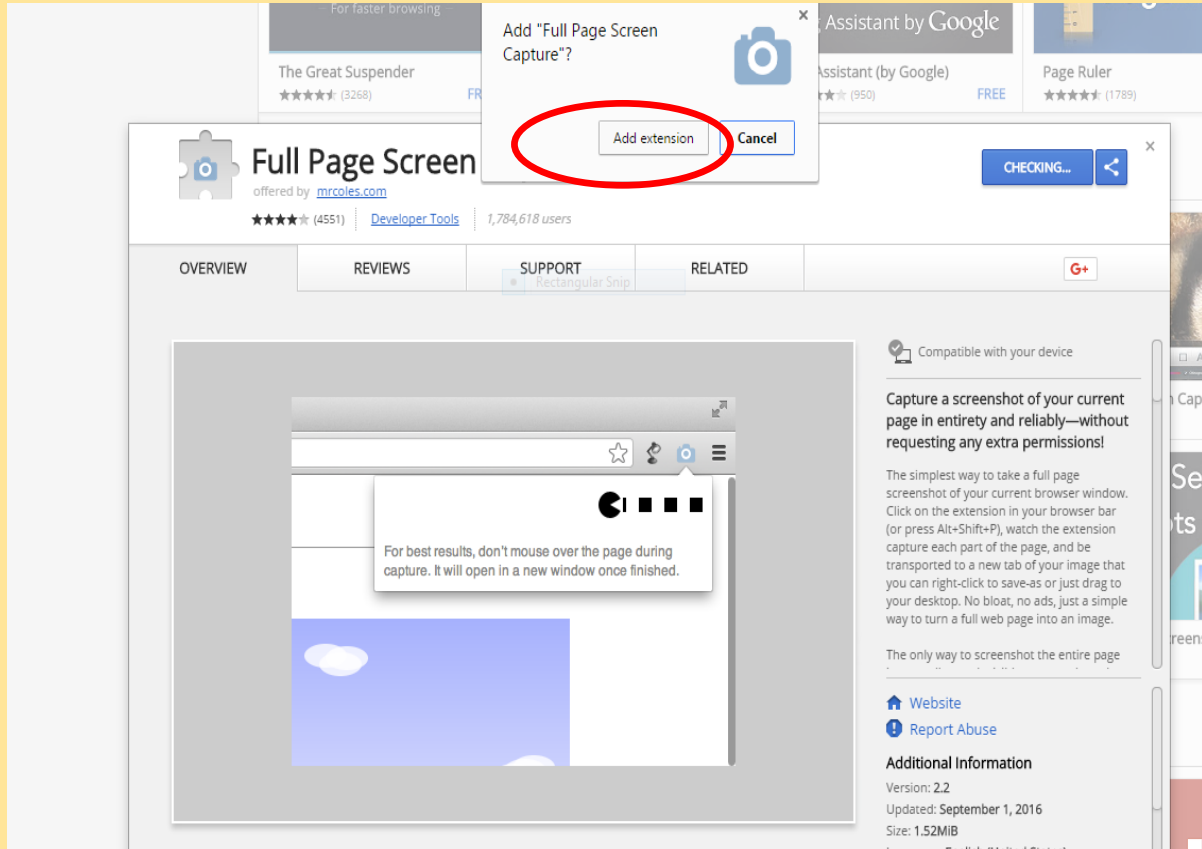 For faster browsing
Add "Full Page Screen
Capture"?
Assistant by Google
The Great Suspender
(3268)
Assistant (by Google)
(950)
FREE
Page Ruler
(1789)
Add extension
Cancel
Full Page Screen
offered by mrcoles.com
(4551)
Developer Tools
1,784,618 users
CHECKING...
OVERVIEW
REVIEWS
SUPPORT
RELATED
G+
Rectangular Snip
Compatible with your device
Capture a screenshot of your current
page in entirety and reliably—without
requesting any extra permissions!
The simplest way to take a full page
screenshot of your current browser window.
Click on the extension in your browser bar
(or press Alt+Shift+P), watch the extension
capture each part of the page, and be
transported to a new tab of your image that
you can right-click to save-as or just drag to
your desktop. No bloat, no ads, just a simple
way to turn a full web page into an image.
The only way to screenshot the entire page
For best results, don't mouse over the page during
capture. It will open in a new window once finished.
Website
Report Abuse
Additional Information
Version: 2.2
Updated: September 1, 2016
Size: 1.52MiB